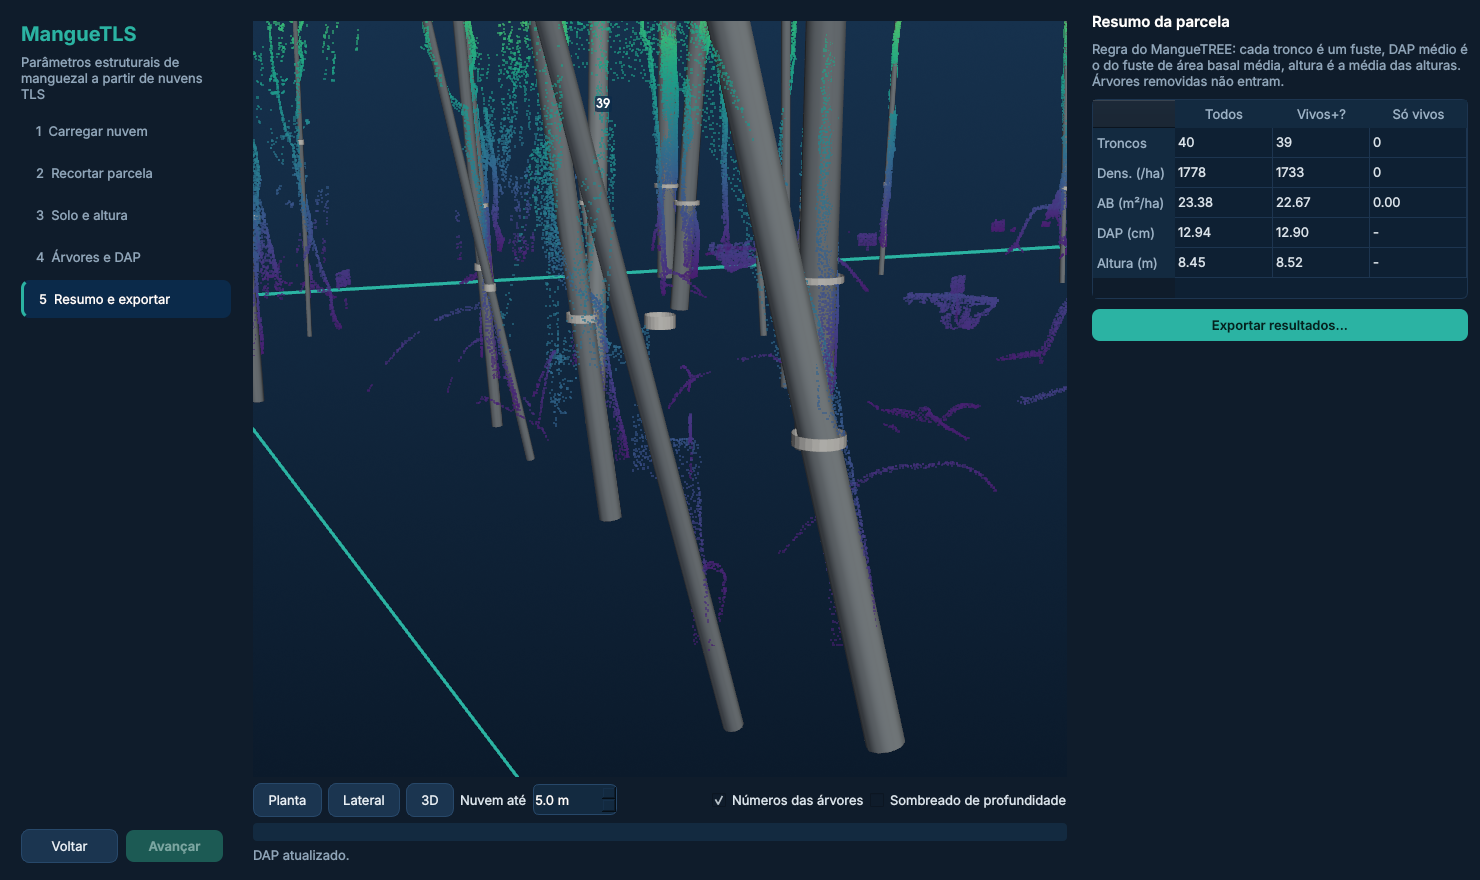 MangueTLS
Parâmetros estruturais de
manguezal a partir de nuvens
TLS
1 Carregar nuvem
2 Recortar parcela
3 Solo e altura
4 Árvores e DAP
5 Resumo e exportar
Voltar
Avançar
39
Planta
Lateral
3D
Nuvem até
5.0 m
✓ Números das árvores
Sombreado de profundidade
DAP atualizado.
Resumo da parcela
Regra do MangueTREE: cada tronco é um fuste, DAP médio é
o do fuste de área basal média, altura é a média das alturas.
Árvores removidas não entram.
Todos Vivos+? Só vivos
Troncos 40 39 0
Dens. (/ha) 1778 1733 0
AB (m²/ha) 23.38 22.67 0.00
DAP (cm) 12.94 12.90 -
Altura (m) 8.45 8.52 -
Exportar resultados...